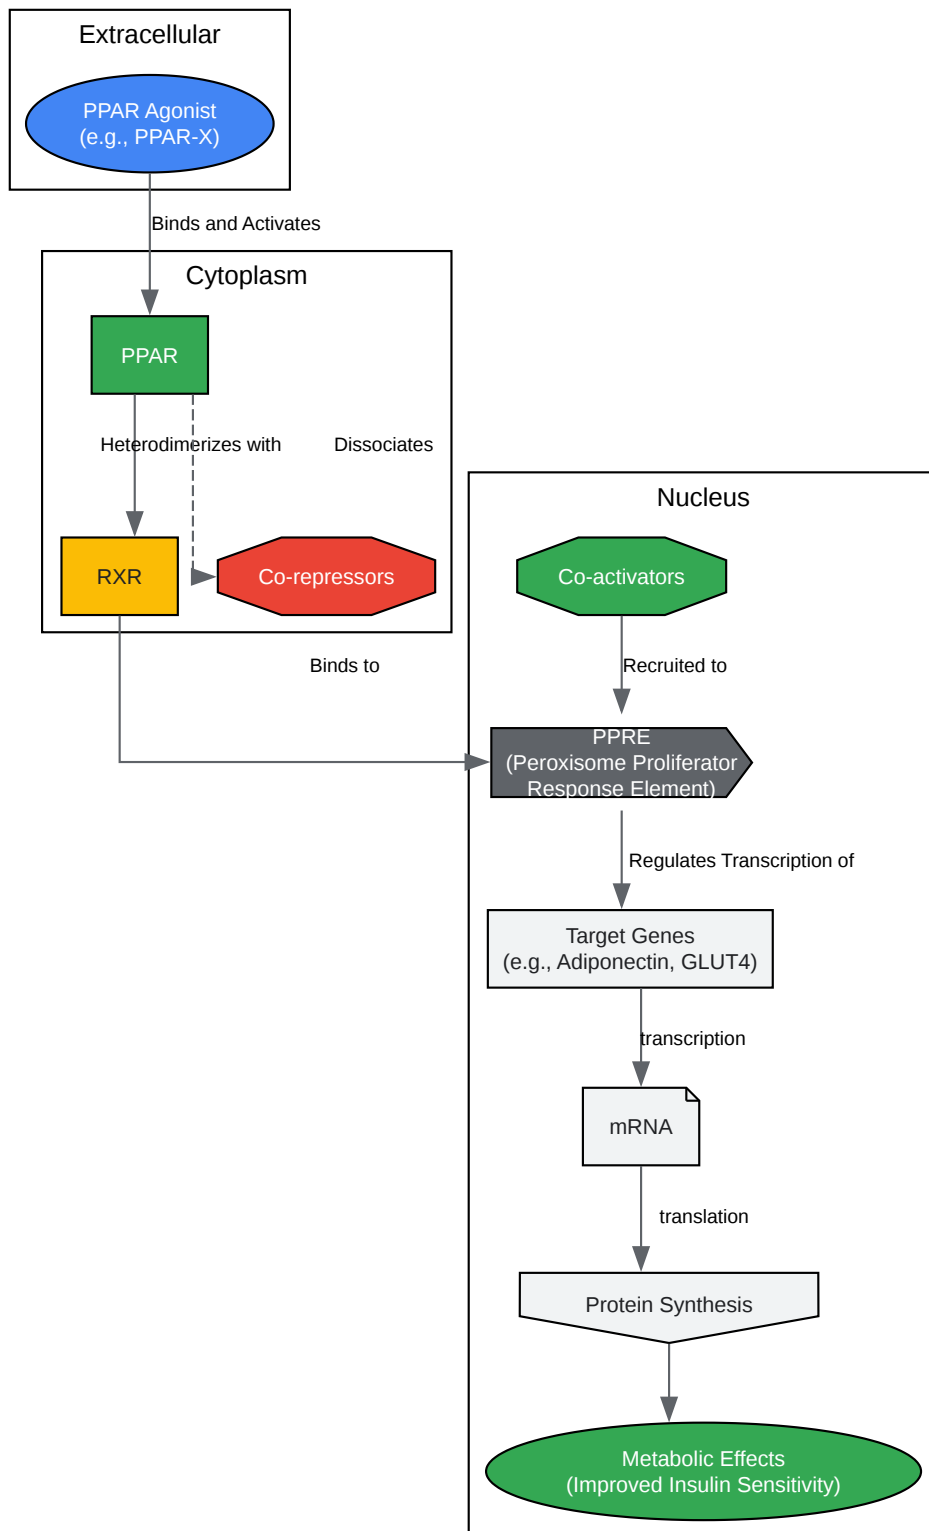 Extracellular
PPAR Agonist
(e.g., PPAR-X)
Binds and Activates
Cytoplasm
PPAR
Heterodimerizes with
Dissociates
RXR
Co-repressors
Nucleus
Co-activators
Binds to
Recruited to
PPRE
(Peroxisome Proliferator
Response Element)
Regulates Transcription of
Target Genes
(e.g., Adiponectin, GLUT4)
transcription
mRNA
translation
Protein Synthesis
Metabolic Effects
(Improved Insulin Sensitivity)